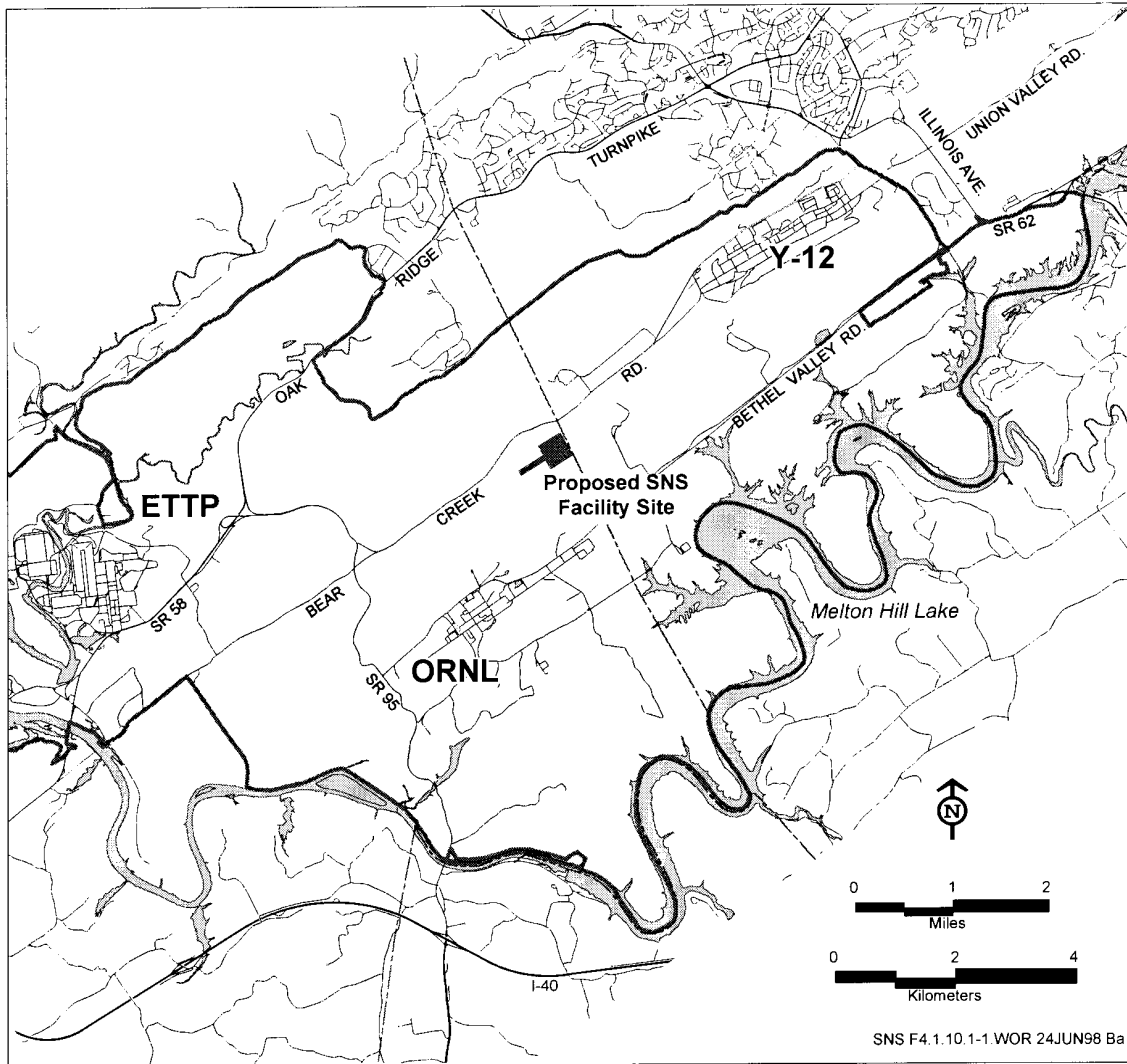 UNION VALLEY RD.
ILLINOIS AVE
TURNPIKE
SR 62
Y-12
RIDGE
BETHEL VALLEY RD.
RD.
OAK
Proposed SNS
Facility Site
ETTP
CREEK
SR 58
BEAR
Melton Hill Lake
ORNL
SR 95
N
0 1 2
Miles
0 2 4
Kilometers
I-40
SNS F4.1.10.1-1.WOR 24JUN98 Ba